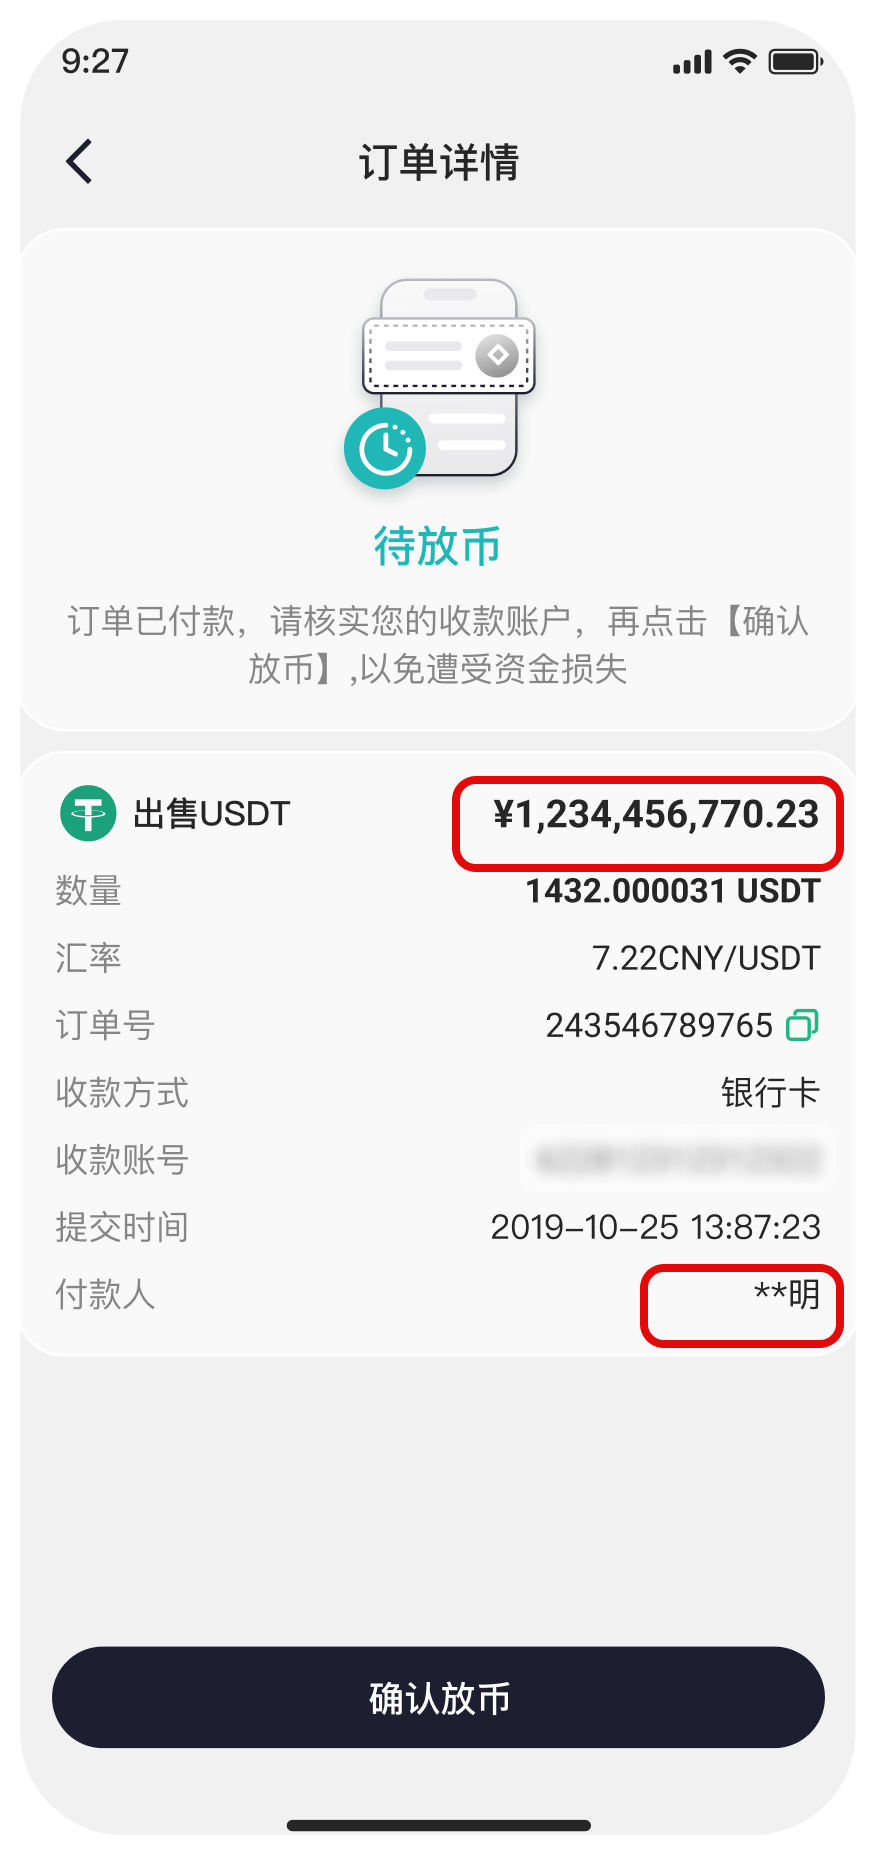 9:27
订单详情
待放币
订单已付款，请核实您的收款账户，再点击【确认
放币】,以免遭受资金损失
出售USDT ¥1,234,456,770.23
数量 1432.000031 USDT
汇率 7.22CNY/USDT
订单号 243546789765
收款方式 银行卡
收款账号
提交时间 2019-10-25 13:87:23
付款人 **明
确认放币